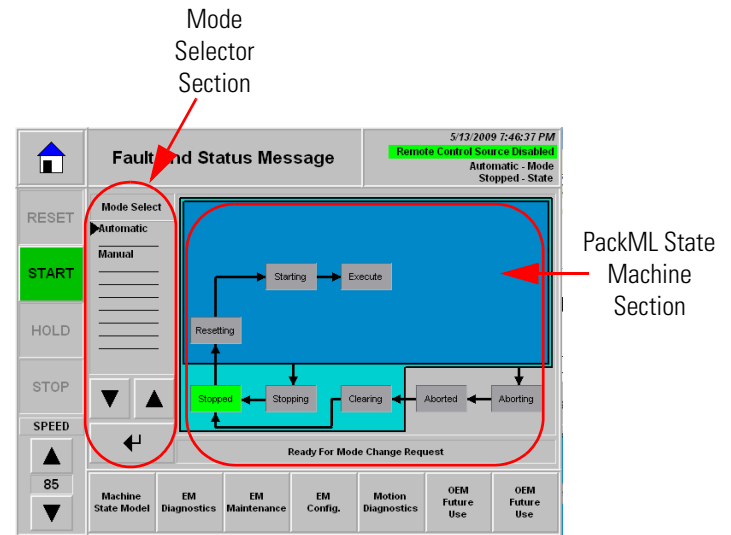 Mode
Selector
Section
Fault and Status Message
5/13/2009 7:46:37 PM
Remote Control Source Disabled
Automatic - Mode
Stopped - State
RESET
START
HOLD
STOP
SPEED
85
Mode Select
Automatic
Manual
Starting
Execute
Resetting
Stopped
Stopping
Clearing
Aborted
Aborting
Ready For Mode Change Request
PackML State
Machine
Section
Machine
State Model
EM
Diagnostics
EM
Maintenance
EM
Config.
Motion
Diagnostics
OEM
Future
Use
OEM
Future
Use